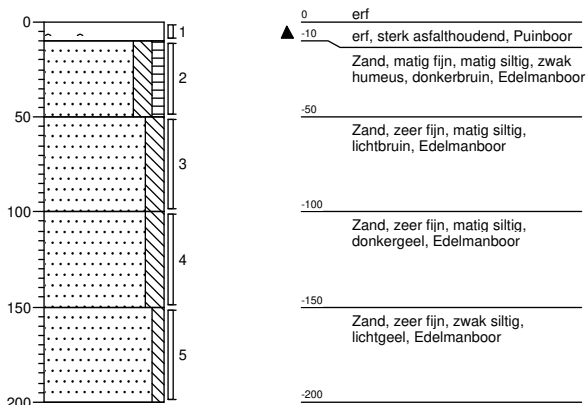 0
50
100
150
200
1
2
3
4
5
0
erf
-10
erf, sterk asfalthoudend, Puinboor
Zand, matig fijn, matig siltig, zwak
humeus, donkerbruin, Edelmanboor
-50
Zand, zeer fijn, matig siltig,
lichtbruin, Edelmanboor
-100
Zand, zeer fijn, matig siltig,
donkergeel, Edelmanboor
-150
Zand, zeer fijn, zwak siltig,
lichtgeel, Edelmanboor
-200